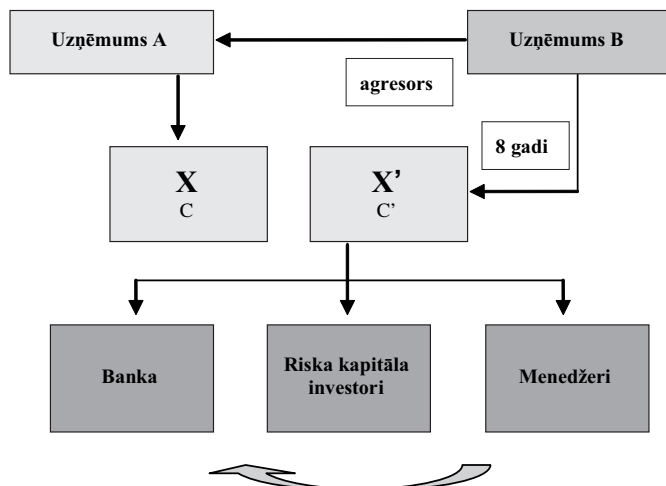 Uzņēmums A
Uzņēmums B
agresors
8 gadi
X
C
X’
C’
Banka
Riska kapitāla
investori
Menedžeri